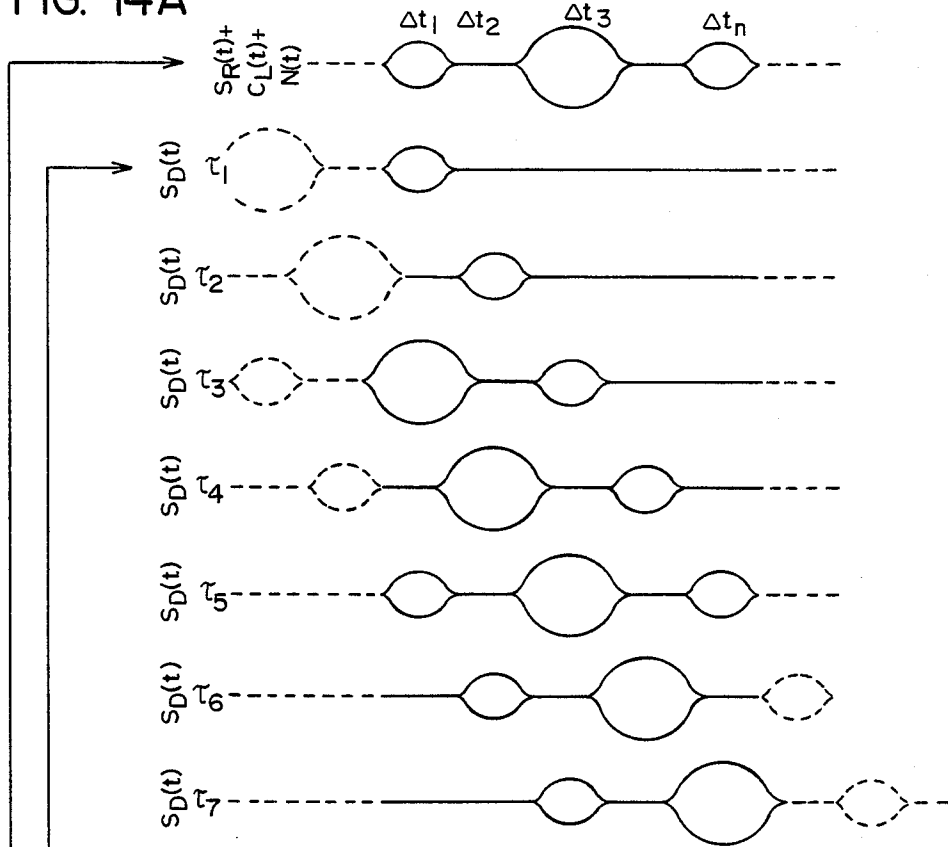 FIG. 14A
Δt1 Δt2 Δt3 Δtn
SR(t)+
CL(t)+
N(t)
SD(t) τ1
SD(t) τ2
SD(t) τ3
SD(t) τ4
SD(t) τ5
SD(t) τ6
SD(t) τ7